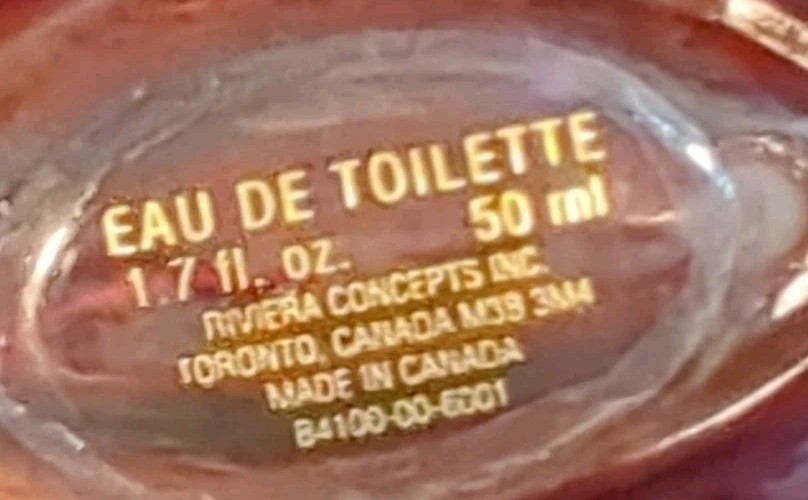 EAU DE TOILETTE
1.7 fl. oz. 50 ml
RIVIERA CONCEPTS INC.
TORONTO, CANADA M3B 3M4
MADE IN CANADA
B4100-00-6001